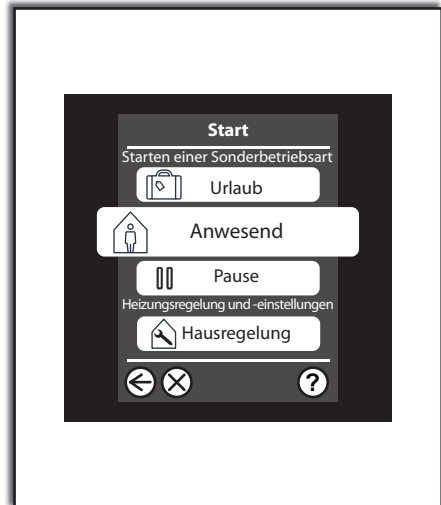 Start
Starten einer Sonderbetriebsart
Urlaub
Anwesend
Pause
Heizungsregelung und -einstellungen
Hausregelung
?